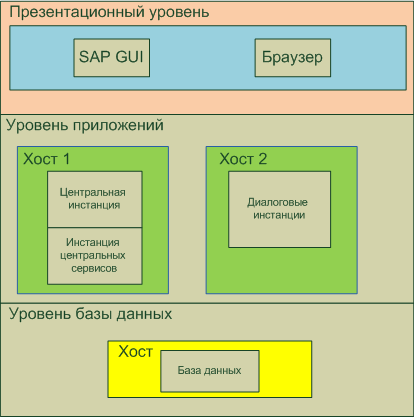 Презентационный уровень
SAP GUI
Браузер
Уровень приложений
Хост 1
Хост 2
Центральная
инстанция
Диалоговые
инстанции
Инстанция
центральных
сервисов
Уровень базы данных
Хост
База данных